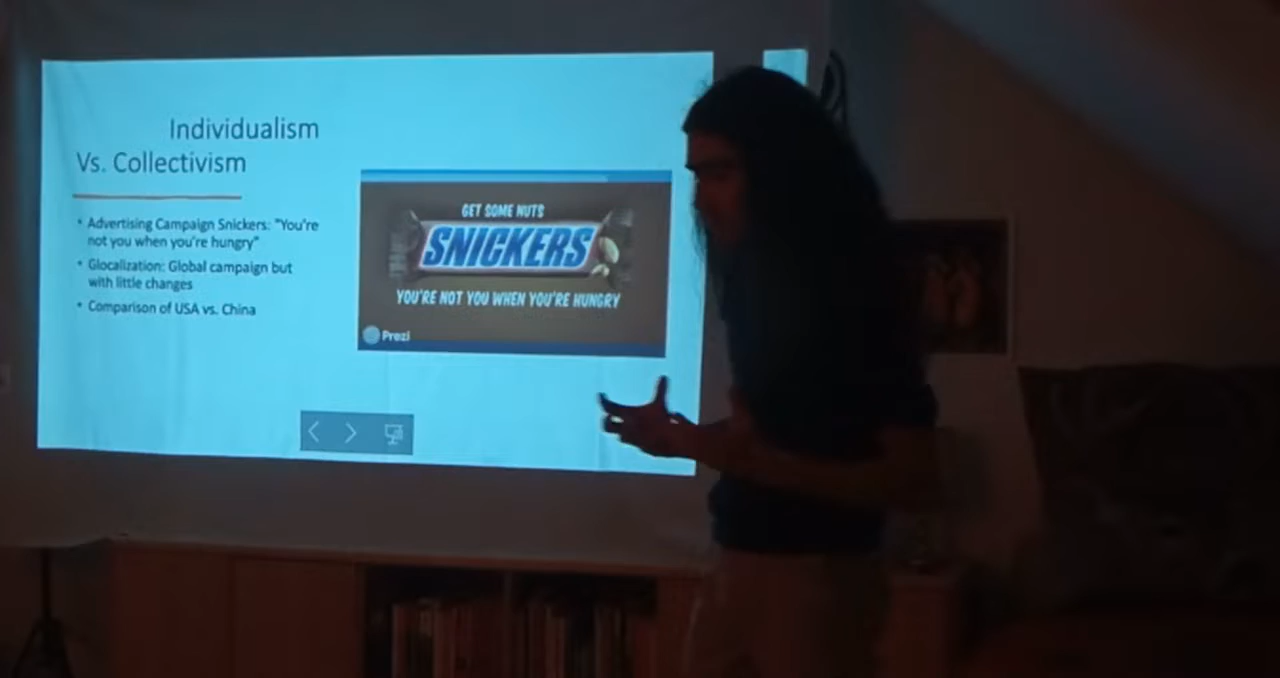 Individualism
Vs. Collectivism
• Advertising Campaign Snickers: "You're
not you when you're hungry"
• Glocalization: Global campaign but
with little changes
• Comparison of USA vs. China
GET SOME NUTS
SNICKERS
YOU'RE NOT YOU WHEN YOU'RE HUNGRY
Prezi